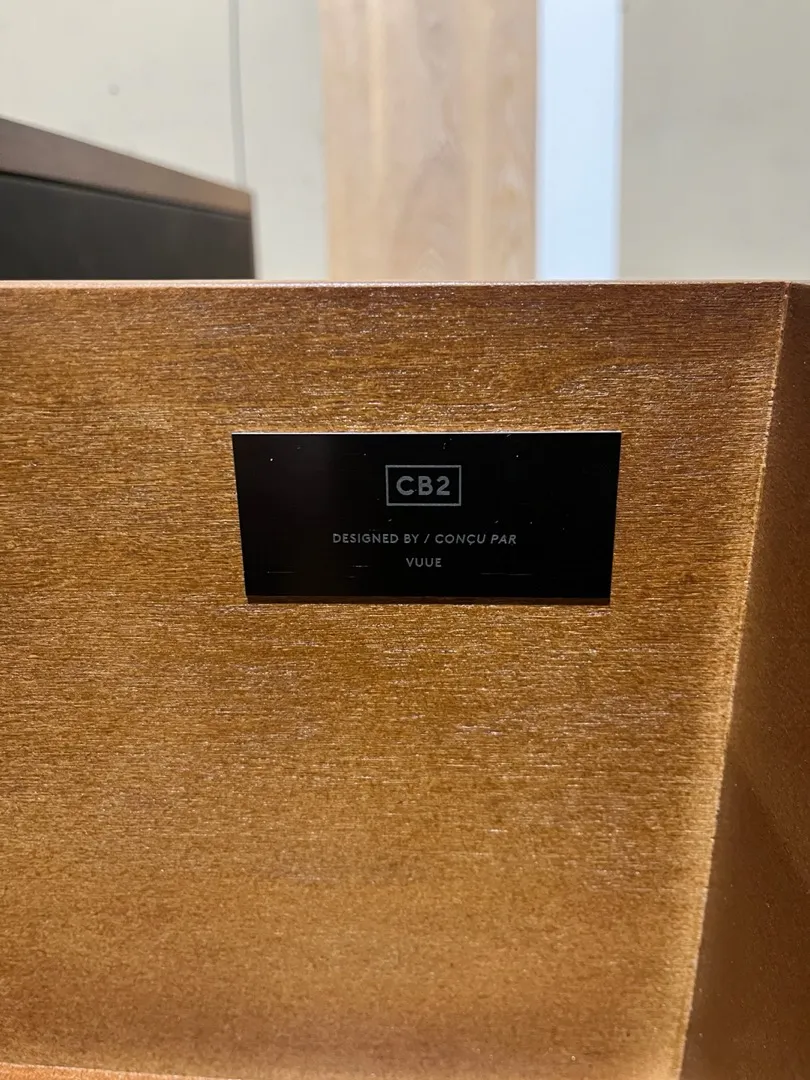 CB2
DESIGNED BY / CONÇU PAR
VUUE